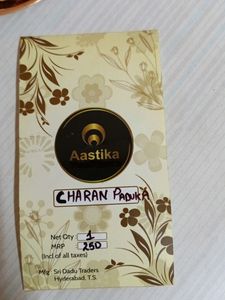 Aastika
CHARAN PADUKA
Net Qty 1
MRP 250
(Incl of all taxes)
Mfg : Sri Dadu Traders
Hyderabad, T.S.